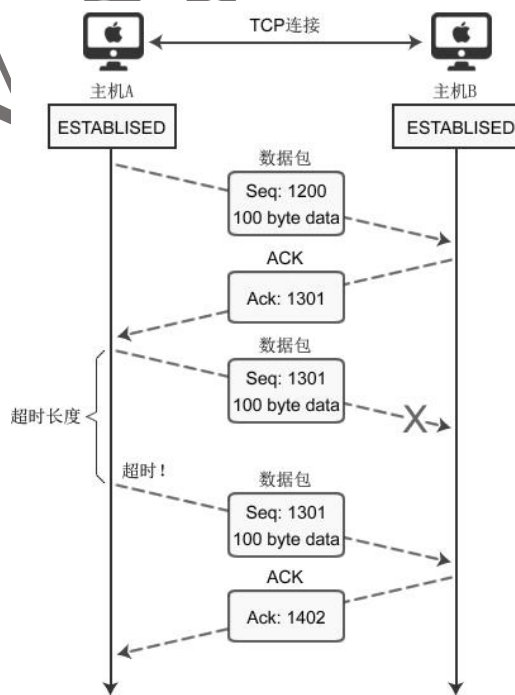 TCP连接
主机A
主机B
ESTABLISED
ESTABLISED
数据包
Seq: 1200
100 byte data
ACK
Ack: 1301
数据包
Seq: 1301
100 byte data
X
超时长度
超时！
数据包
Seq: 1301
100 byte data
ACK
Ack: 1402